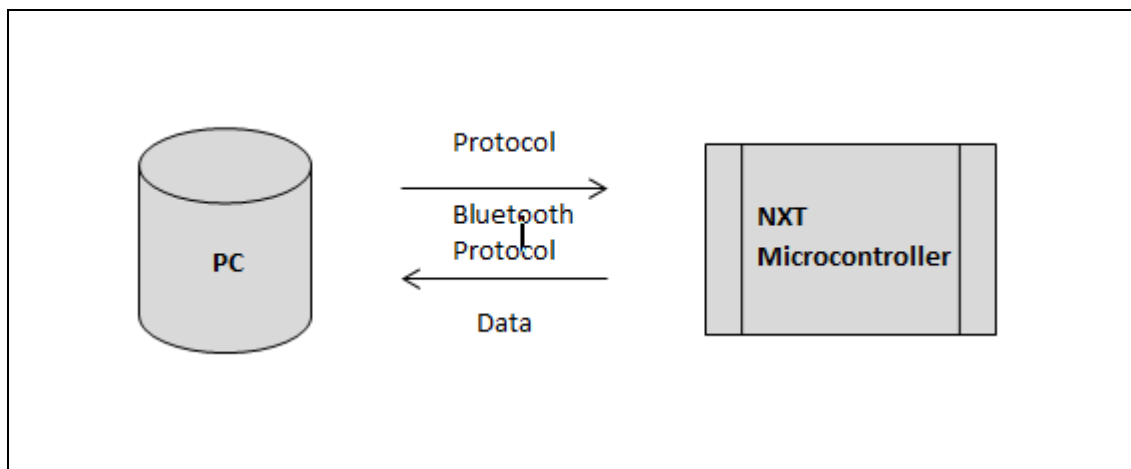 Protocol
Bluetooth
Protocol
Data
PC
NXT
Microcontroller